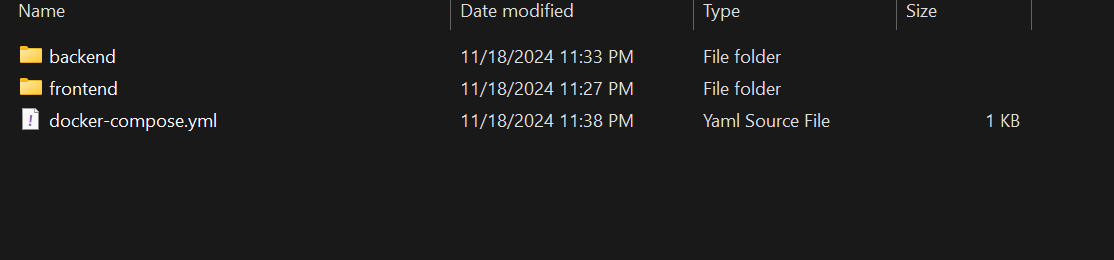 Name Date modified Type Size
backend 11/18/2024 11:33 PM File folder
frontend 11/18/2024 11:27 PM File folder
docker-compose.yml 11/18/2024 11:38 PM Yaml Source File 1 KB